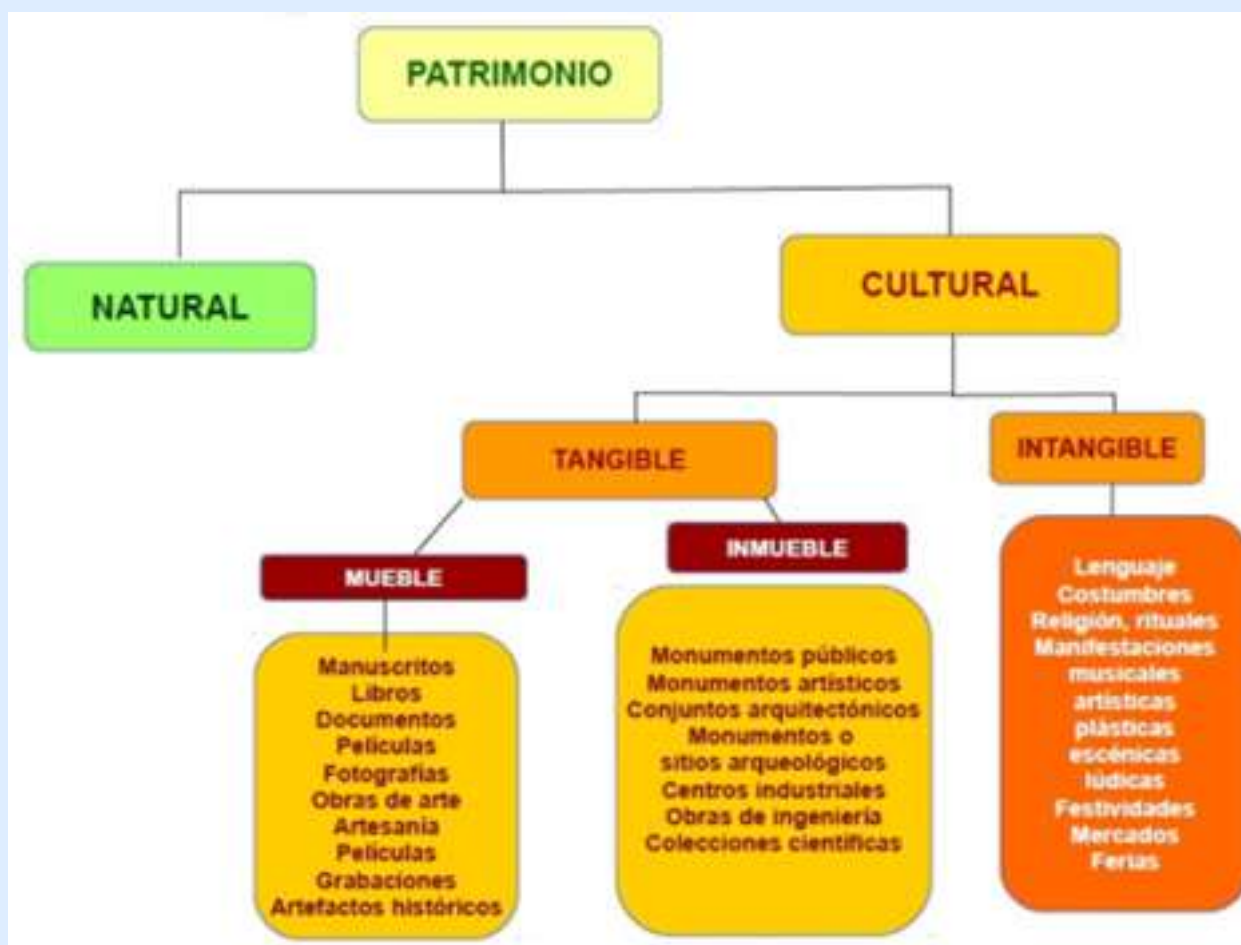 PATRIMONIO
NATURAL
CULTURAL
TANGIBLE
INTANGIBLE
MUEBLE
INMUEBLE
Manuscritos
Libros
Documentos
Películas
Fotografías
Obras de arte
Artesanía
Películas
Grabaciones
Artefactos históricos
Monumentos públicos
Monumentos artísticos
Conjuntos arquitectónicos
Monumentos o
sitios arqueológicos
Centros industriales
Obras de ingeniería
Colecciones científicas
Lenguaje
Costumbres
Religión, rituales
Manifestaciones
musicales
artísticas
plásticas
escénicas
lúdicas
Festividades
Mercados
Ferias